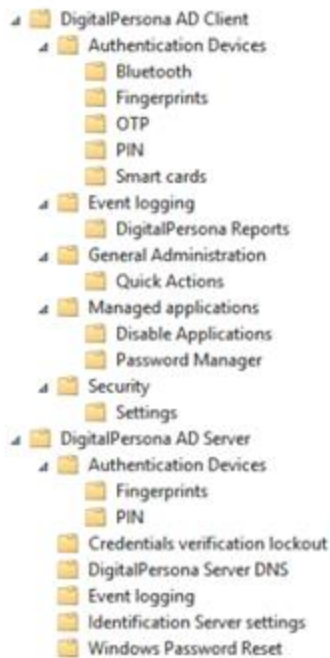 DigitalPersona AD Client
Authentication Devices
Bluetooth
Fingerprints
OTP
PIN
Smart cards
Event logging
DigitalPersona Reports
General Administration
Quick Actions
Managed applications
Disable Applications
Password Manager
Security
Settings
DigitalPersona AD Server
Authentication Devices
Fingerprints
PIN
Credentials verification lockout
DigitalPersona Server DNS
Event logging
Identification Server settings
Windows Password Reset